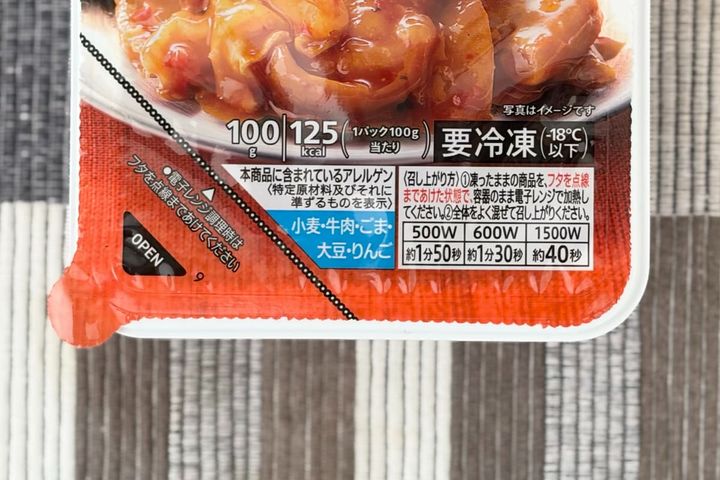 写真はイメージです
100g
125kcal
(1パック100g
当たり)
要冷凍(-18℃
以下)
本商品に含まれているアレルゲン
〈特定原材料及びそれに
準ずるものを表示〉
小麦・牛肉・ごま・
大豆・りんご
〔召し上がり方〕①凍ったままの商品を、フタを点線
まであけた状態で、容器のまま電子レンジで加熱し
てください。②全体をよく混ぜて召し上がりください。
500W 600W 1500W
約1分50秒 約1分30秒 約40秒
●電子レンジ調理時は
フタを点線まであけてください
OPEN